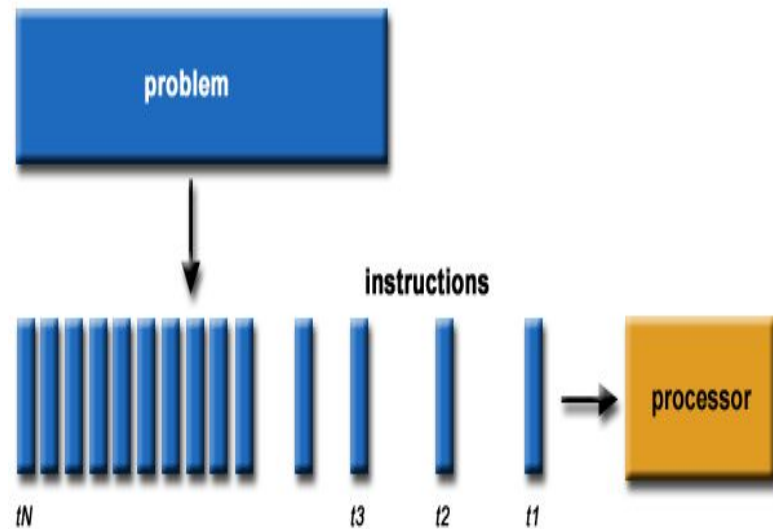 problem
instructions
processor
tN
t3
t2
t1